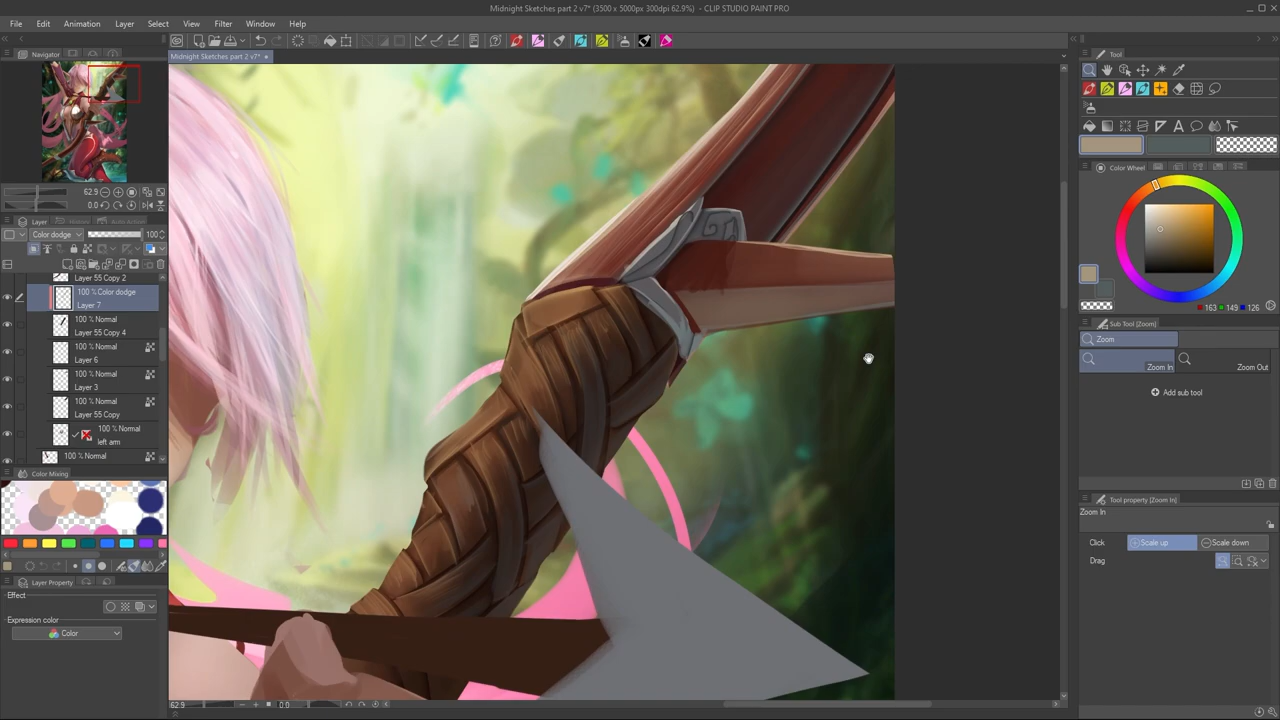 Midnight Sketches part 2 v7* (3500 x 5000px 300dpi 62.9%) - CLIP STUDIO PAINT PRO
File Edit Animation Layer Select View Filter Window Help
Navigator
Midnight Sketches part 2 v7*
Tool
62.9
0.0
Layer
Color dodge 100
Layer 55 Copy 2
100 % Color dodge
Layer 7
100 % Normal
Layer 55 Copy 4
100 % Normal
Layer 6
100 % Normal
Layer 3
100 % Normal
Layer 55 Copy
100 % Normal
left arm
100 % Normal
Color Mixing
Layer Property
Effect
Expression color
Color
62.9
0.0
Color Wheel
163 149 126
Sub Tool [Zoom]
Zoom
Zoom In
Zoom Out
Add sub tool
Tool property [Zoom In]
Zoom In
Click Scale up Scale down
Drag